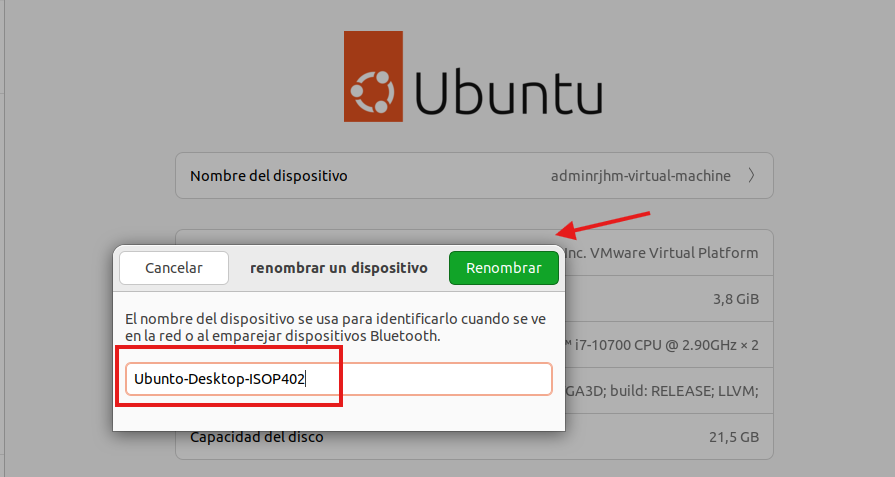 Ubuntu
Nombre del dispositivo adminrjhm-virtual-machine
Inc. VMware Virtual Platform
Cancelar renombrar un dispositivo Renombrar
3,8 GiB
El nombre del dispositivo se usa para identificarlo cuando se ve
en la red o al emparejar dispositivos Bluetooth.
™ i7-10700 CPU @ 2.90GHz × 2
Ubunto-Desktop-ISOP402
GA3D; build: RELEASE; LLVM;
Capacidad del disco 21,5 GB